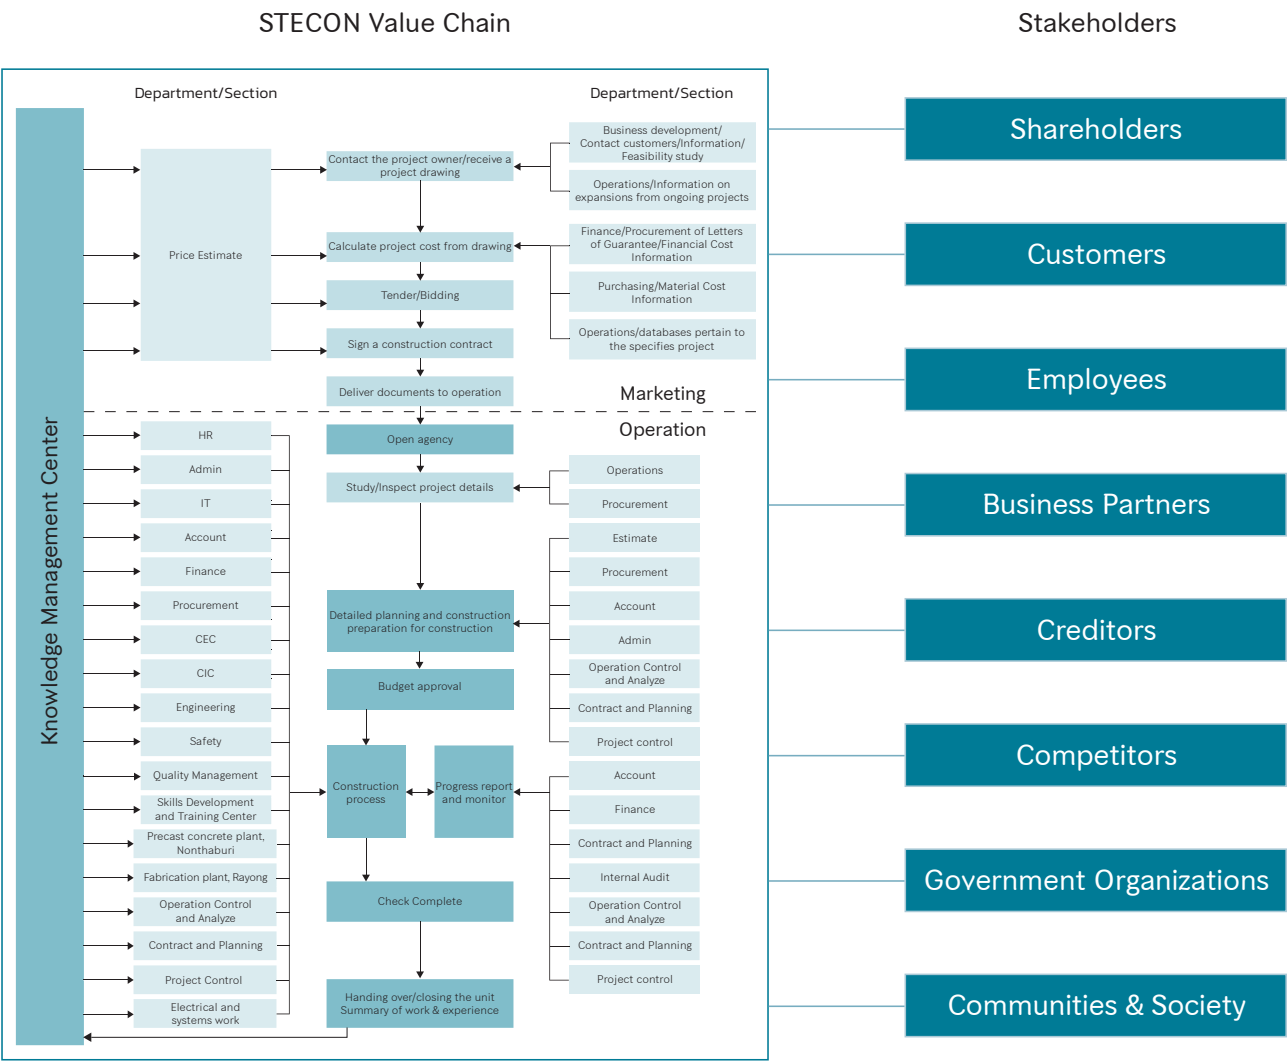 STECON Value Chain
Stakeholders
Department/Section
Department/Section
Knowledge Management Center
Price Estimate
Contact the project owner/receive a
project drawing
Calculate project cost from drawing
Tender/Bidding
Sign a construction contract
Deliver documents to operation
Business development/
Contact customers/Information/
Feasibility study
Operations/Information on
expansions from ongoing projects
Finance/Procurement of Letters
of Guarantee/Financial Cost
Information
Purchasing/Material Cost
Information
Operations/databases pertain to
the specifies project
Marketing
Operation
HR
Admin
IT
Account
Finance
Procurement
CEC
CIC
Engineering
Safety
Quality Management
Skills Development
and Training Center
Precast concrete plant,
Nonthaburi
Fabrication plant, Rayong
Operation Control
and Analyze
Contract and Planning
Project Control
Electrical and
systems work
Open agency
Study/Inspect project details
Detailed planning and construction
preparation for construction
Budget approval
Construction
process
Progress report
and monitor
Check Complete
Handing over/closing the unit
Summary of work & experience
Operations
Procurement
Estimate
Procurement
Account
Admin
Operation Control
and Analyze
Contract and Planning
Project control
Account
Finance
Contract and Planning
Internal Audit
Operation Control
and Analyze
Contract and Planning
Project control
Shareholders
Customers
Employees
Business Partners
Creditors
Competitors
Government Organizations
Communities & Society